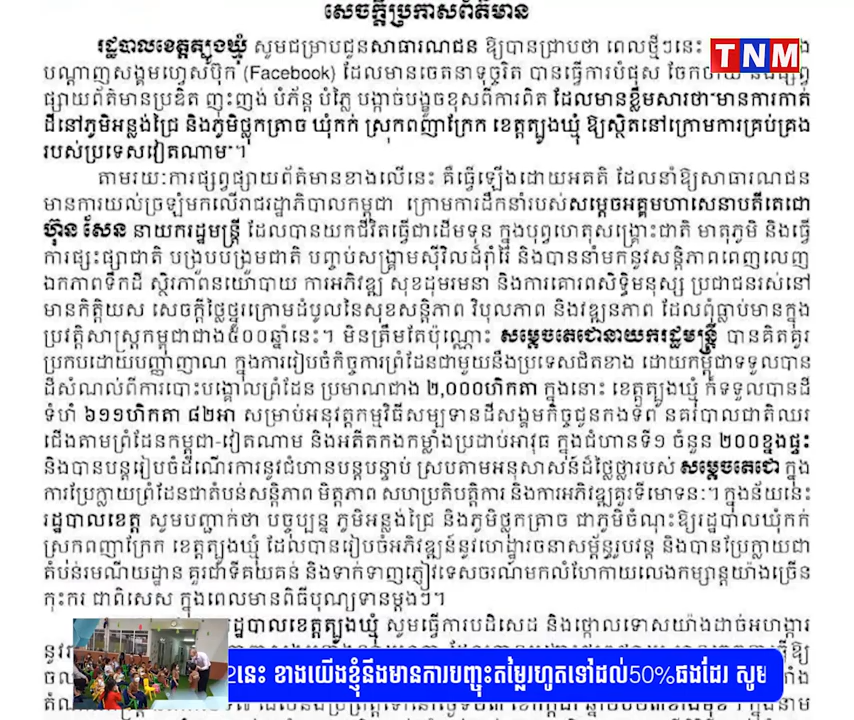 សេចក្ដីប្រកាសព័ត៌មាន
TNM
រដ្ឋបាលខេត្តត្បូងឃ្មុំ សូមជម្រាបជូនសាធារណជន ឱ្យបានជ្រាបថា ពេលថ្មីៗនេះ
បណ្ដាញសង្គមហ្វេសប៊ុក (Facebook) ដែលមានចេតនាទុច្ចរិត បានធ្វើការបំផុស ចែកចាយ និងផ្សព្វ
ផ្សាយព័ត៌មានប្រឌិត ញុះញង់ បំភ័ន្ត បំភ្លៃ បង្កាច់បង្ខូចខុសពីការពិត ដែលមានខ្លឹមសារថា"មានការកាត់
ដីនៅភូមិអន្លង់ជ្រៃ និងភូមិផ្លុកត្រាច ឃុំកក់ ស្រុកពញាក្រែក ខេត្តត្បូងឃ្មុំ ឱ្យស្ថិតនៅក្រោមការគ្រប់គ្រង
របស់ប្រទេសវៀតណាម"។
តាមរយៈការផ្សព្វផ្សាយព័ត៌មានខាងលើនេះ គឺធ្វើឡើងដោយអគតិ ដែលនាំឱ្យសាធារណជន
មានការយល់ច្រឡំមកលើរាជរដ្ឋាភិបាលកម្ពុជា ក្រោមការដឹកនាំរបស់សម្ដេចអគ្គមហាសេនាបតីតេជោ
ហ៊ុន សែន នាយករដ្ឋមន្ត្រី ដែលបានយកជីវិតធ្វើជាដើមទុន ក្នុងបុព្វហេតុសង្គ្រោះជាតិ មាតុភូមិ និងធ្វើ
ការផ្សះផ្សាជាតិ បង្រួបបង្រួមជាតិ បញ្ចប់សង្គ្រាមស៊ីវិលដ៏រ៉ាំរ៉ៃ និងបាននាំមកនូវសន្តិភាពពេញលេញ
ឯកភាពទឹកដី ស្ថិរភាពនយោបាយ ការអភិវឌ្ឍ សុខដុមរមនា និងការគោរពសិទ្ធិមនុស្ស ប្រជាជនរស់នៅ
មានកិត្តិយស សេចក្ដីថ្លៃថ្នូរក្រោមដំបូលនៃសុខសន្តិភាព វិបុលភាព និងវឌ្ឍនភាព ដែលពុំធ្លាប់មានក្នុង
ប្រវត្តិសាស្ត្រកម្ពុជាជាង៥០០ឆ្នាំនេះ។ មិនត្រឹមតែប៉ុណ្ណោះ សម្ដេចតេជោនាយករដ្ឋមន្ត្រី បានគិតគូរ
ប្រកបដោយបញ្ញាញាណ ក្នុងការរៀបចំកិច្ចការព្រំដែនជាមួយនឹងប្រទេសជិតខាង ដោយកម្ពុជាទទួលបាន
ដីសំណល់ពីការបោះបង្គោលព្រំដែន ប្រមាណជាង ២,០០០ហិកតា ក្នុងនោះ ខេត្តត្បូងឃ្មុំ ក៏ទទួលបានដី
ទំហំ ៦១១ហិកតា ៨២អា សម្រាប់អនុវត្តកម្មវិធីសម្បទានដីសង្គមកិច្ចជូនកងទ័ព នគរបាលជាតិឈរ
ជើងតាមព្រំដែនកម្ពុជា-វៀតណាម និងអតីតកងកម្លាំងប្រដាប់អាវុធ ក្នុងជំហានទី១ ចំនួន ២០០ខ្នងផ្ទះ
និងបានបន្តរៀបចំដំណើរការនូវជំហានបន្តបន្ទាប់ ស្របតាមអនុសាសន៍ដ៏ថ្លៃថ្លារបស់ សម្ដេចតេជោ ក្នុង
ការប្រែក្លាយព្រំដែនជាតំបន់សន្តិភាព មិត្តភាព សហប្រតិបត្តិការ និងការអភិវឌ្ឍគួរទីមោទនៈ។ ក្នុងន័យនេះ
រដ្ឋបាលខេត្ត សូមបញ្ជាក់ថា បច្ចុប្បន្ន ភូមិអន្លង់ជ្រៃ និងភូមិផ្លុកត្រាច ជាភូមិចំណុះឱ្យរដ្ឋបាលឃុំកក់
ស្រុកពញាក្រែក ខេត្តត្បូងឃ្មុំ ដែលបានរៀបចំអភិវឌ្ឍន៍នូវហេដ្ឋារចនាសម្ព័ន្ធរូបវន្ត និងបានប្រែក្លាយជា
តំបន់រមណីយដ្ឋាន គួរជាទីគយគន់ និងទាក់ទាញភ្ញៀវទេសចរណ៍មកលំហែកាយលេងកម្សាន្តយ៉ាងច្រើន
កុះករ ជាពិសេស ក្នុងពេលមានពិធីបុណ្យទានម្ដងៗ។
រដ្ឋបាលខេត្តត្បូងឃ្មុំ សូមធ្វើការបដិសេដ និងថ្កោលទោសយ៉ាងដាច់អហង្ការ
2នេះ ខាងយើងខ្ញុំនឹងមានការបញ្ចុះតម្លៃរហូតទៅដល់50%ផងដែរ សូម